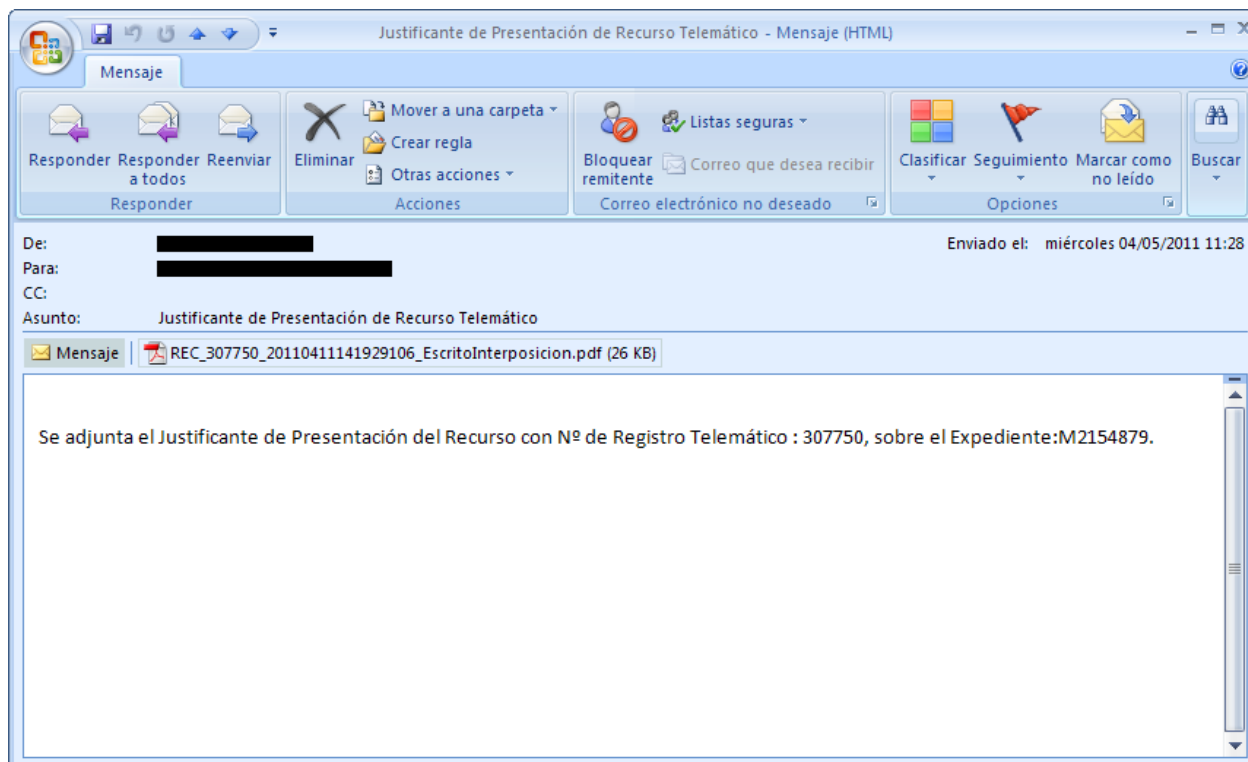 Justificante de Presentación de Recurso Telemático - Mensaje (HTML)
Mensaje
Responder Responder a todos Reenviar
Responder
Eliminar
Mover a una carpeta
Crear regla
Otras acciones
Acciones
Bloquear remitente
Listas seguras
Correo que desea recibir
Correo electrónico no deseado
Clasificar Seguimiento Marcar como no leído
Opciones
Buscar
De:
Enviado el: miércoles 04/05/2011 11:28
Para:
CC:
Asunto: Justificante de Presentación de Recurso Telemático
Mensaje REC_307750_20110411141929106_EscritoInterposicion.pdf (26 KB)
Se adjunta el Justificante de Presentación del Recurso con Nº de Registro Telemático : 307750, sobre el Expediente:M2154879.